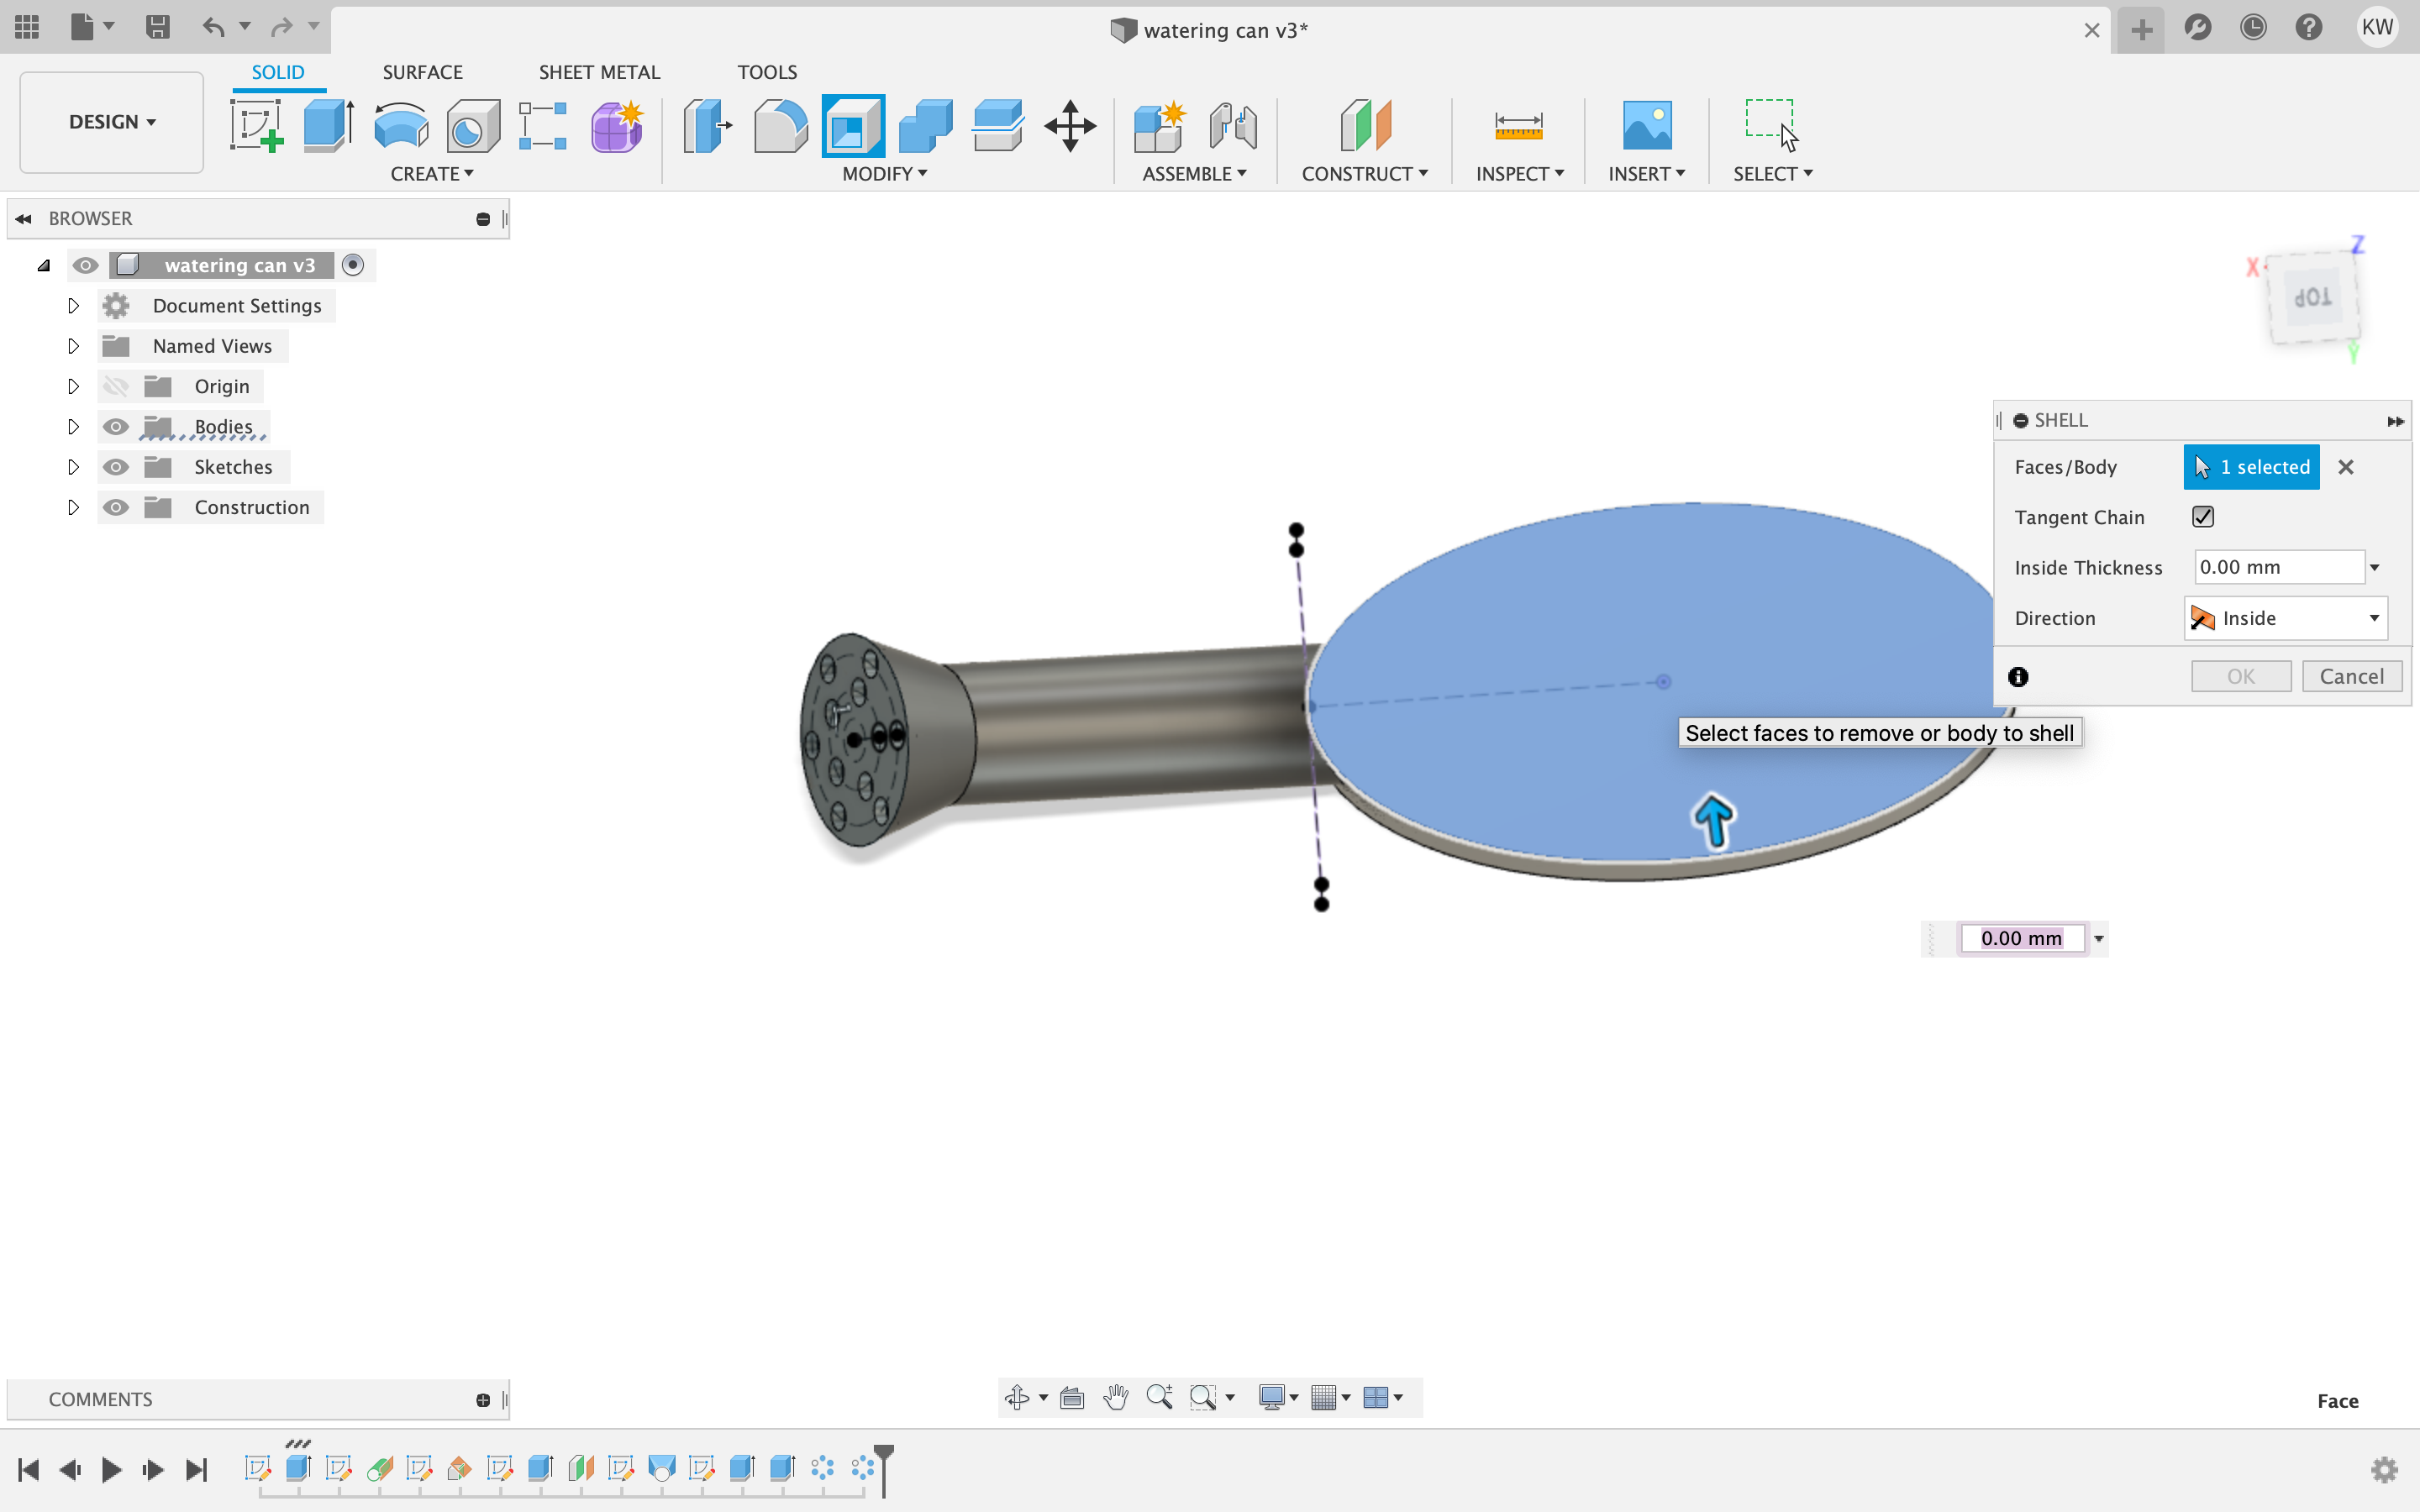 watering can v3*
KW
SOLID
SURFACE
SHEET METAL
TOOLS
DESIGN
CREATE
MODIFY
ASSEMBLE
CONSTRUCT
INSPECT
INSERT
SELECT
BROWSER
watering can v3
Document Settings
Named Views
Origin
Bodies
Sketches
Construction
Z
X
TOP
Y
SHELL
Faces/Body
1 selected
Tangent Chain
Inside Thickness
0.00 mm
Direction
Inside
OK
Cancel
Select faces to remove or body to shell
0.00 mm
COMMENTS
Face